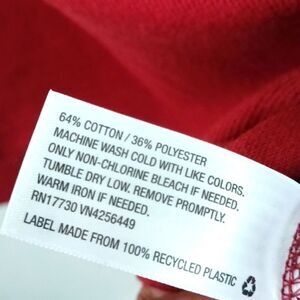 64% COTTON / 36% POLYESTER
MACHINE WASH COLD WITH LIKE COLORS.
ONLY NON-CHLORINE BLEACH IF NEEDED.
TUMBLE DRY LOW. REMOVE PROMPTLY.
WARM IRON IF NEEDED.
RN17730 VN4256449
LABEL MADE FROM 100% RECYCLED PLASTIC